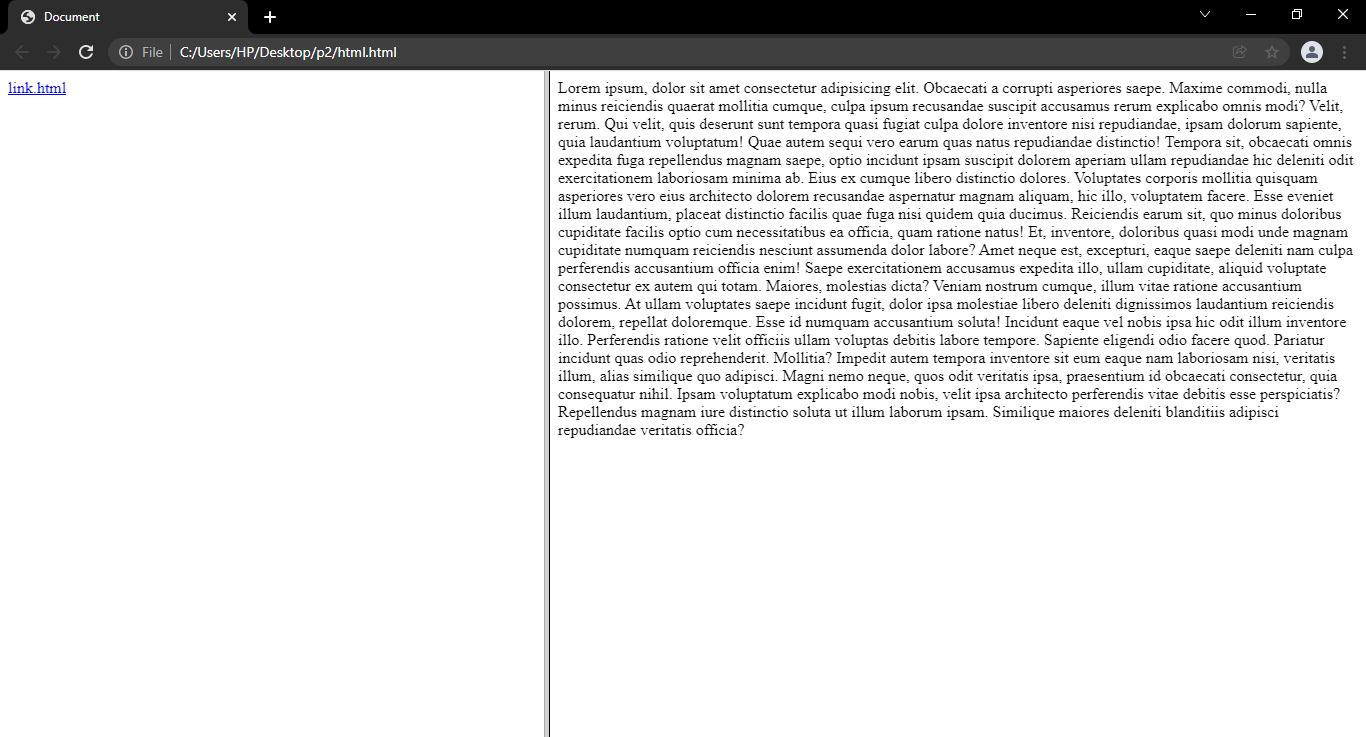 Document
File
C:/Users/HP/Desktop/p2/html.html
link.html
Lorem ipsum, dolor sit amet consectetur adipisicing elit. Obcaecati a corrupti asperiores saepe. Maxime commodi, nulla
minus reiciendis quaerat mollitia cumque, culpa ipsum recusandae suscipit accusamus rerum explicabo omnis modi? Velit,
rerum. Qui velit, quis deserunt sunt tempora quasi fugiat culpa dolore inventore nisi repudiandae, ipsam dolorum sapiente,
quia laudantium voluptatum! Quae autem sequi vero earum quas natus repudiandae distinctio! Tempora sit, obcaecati omnis
expedita fuga repellendus magnam saepe, optio incidunt ipsam suscipit dolorem aperiam ullam repudiandae hic deleniti odit
exercitationem laboriosam minima ab. Eius ex cumque libero distinctio dolores. Voluptates corporis mollitia quisquam
asperiores vero eius architecto dolorem recusandae aspernatur magnam aliquam, hic illo, voluptatem facere. Esse eveniet
illum laudantium, placeat distinctio facilis quae fuga nisi quidem quia ducimus. Reiciendis earum sit, quo minus doloribus
cupiditate facilis optio cum necessitatibus ea officia, quam ratione natus! Et, inventore, doloribus quasi modi unde magnam
cupiditate numquam reiciendis nesciunt assumenda dolor labore? Amet neque est, excepturi, eaque saepe deleniti nam culpa
perferendis accusantium officia enim! Saepe exercitationem accusamus expedita illo, ullam cupiditate, aliquid voluptate
consectetur ex autem qui totam. Maiores, molestias dicta? Veniam nostrum cumque, illum vitae ratione accusantium
possimus. At ullam voluptates saepe incidunt fugit, dolor ipsa molestiae libero deleniti dignissimos laudantium reiciendis
dolorem, repellat doloremque. Esse id numquam accusantium soluta! Incidunt eaque vel nobis ipsa hic odit illum inventore
illo. Perferendis ratione velit officiis ullam voluptas debitis labore tempore. Sapiente eligendi odio facere quod. Pariatur
incidunt quas odio reprehenderit. Mollitia? Impedit autem tempora inventore sit eum eaque nam laboriosam nisi, veritatis
illum, alias similique quo adipisci. Magni nemo neque, quos odit veritatis ipsa, praesentium id obcaecati consectetur, quia
consequatur nihil. Ipsam voluptatum explicabo modi nobis, velit ipsa architecto perferendis vitae debitis esse perspiciatis?
Repellendus magnam iure distinctio soluta ut illum laborum ipsam. Similique maiores deleniti blanditiis adipisci
repudiandae veritatis officia?